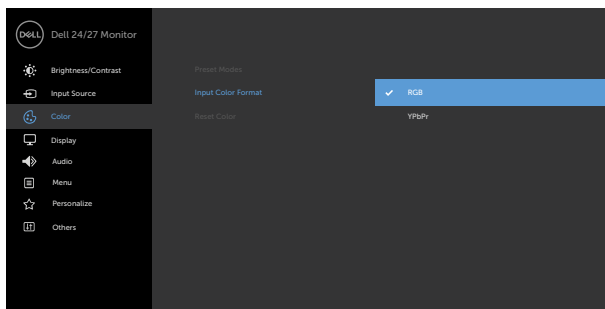 DELL Dell 24/27 Monitor
Brightness/Contrast Preset Modes
Input Source Input Color Format RGB
Color Reset Color YPbPr
Display
Audio
Menu
Personalize
Others